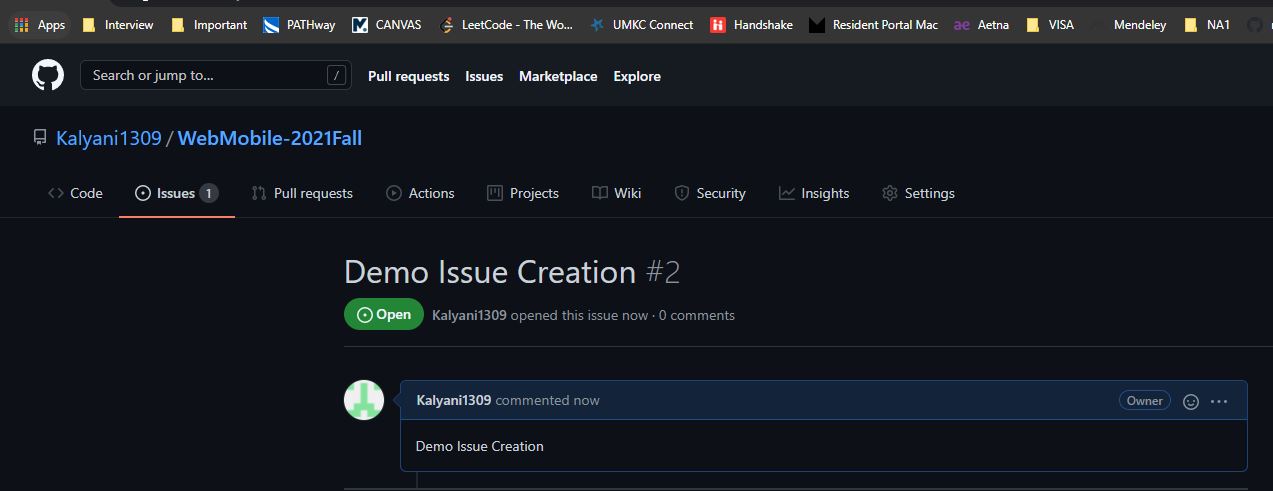 Apps Interview Important PATHway CANVAS LeetCode - The Wo... UMKC Connect Handshake Resident Portal Mac ae Aetna VISA Mendeley NA1
Search or jump to... / Pull requests Issues Marketplace Explore
Kalyani1309 / WebMobile-2021Fall
Code Issues 1 Pull requests Actions Projects Wiki Security Insights Settings
Demo Issue Creation #2
Open Kalyani1309 opened this issue now · 0 comments
Kalyani1309 commented now Owner
Demo Issue Creation